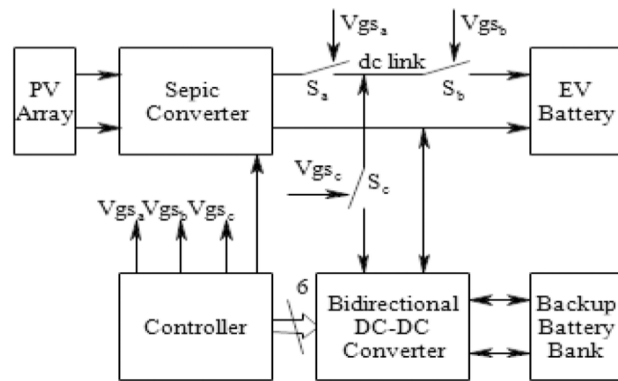 Vgsa
Vgsb
dc link
PV
Array
Sepic
Converter
Sa
Sb
EV
Battery
Vgsc
Sc
VgsaVgsbVgsc
6
Controller
Bidirectional
DC-DC
Converter
Backup
Battery
Bank